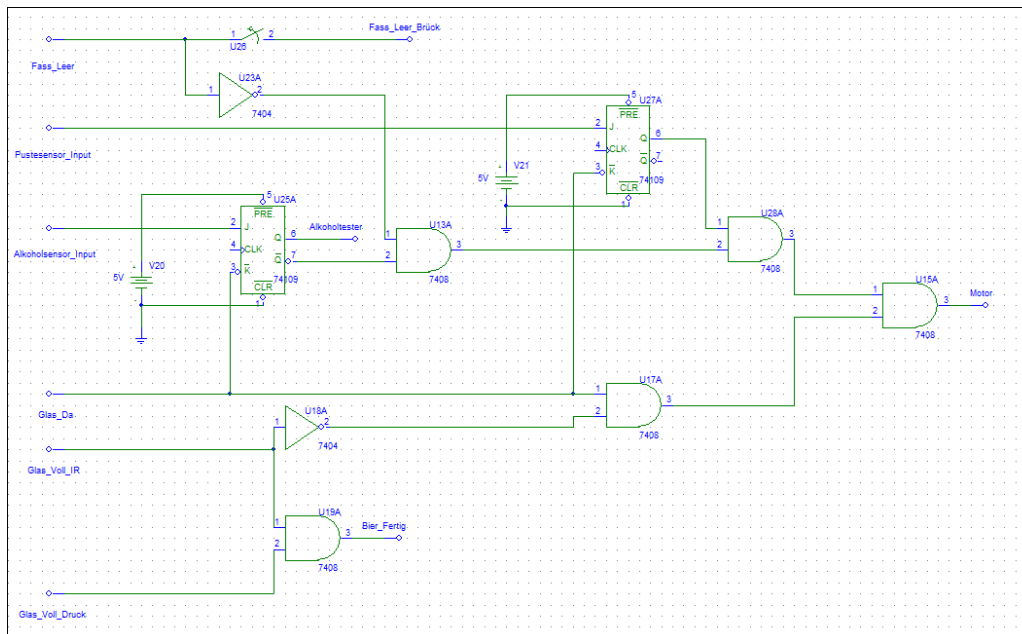 Fass_Leer_Brück
1 2
U26
Fass_Leer
U23A
1 2
7404
5
U27A
PRE
2 J
Q 6
Pustesensor_Input
4 CLK
Q 7
3 K
74109
CLR
1
V21
5V
5
U25A
PRE
2 J
Q 6
Alkoholtester
Alkoholsensor_Input
4 CLK
Q 7
3 K
74109
CLR
1
V20
5V
U13A
1
2
3
7408
U28A
1
2
3
7408
U15A
1
2
3
Motor
7408
Glas_Da
U17A
1
2
3
7408
U18A
1 2
7404
Glas_Voll_IR
U19A
1
2
3
Bier_Fertig
7408
Glas_Voll_Druck